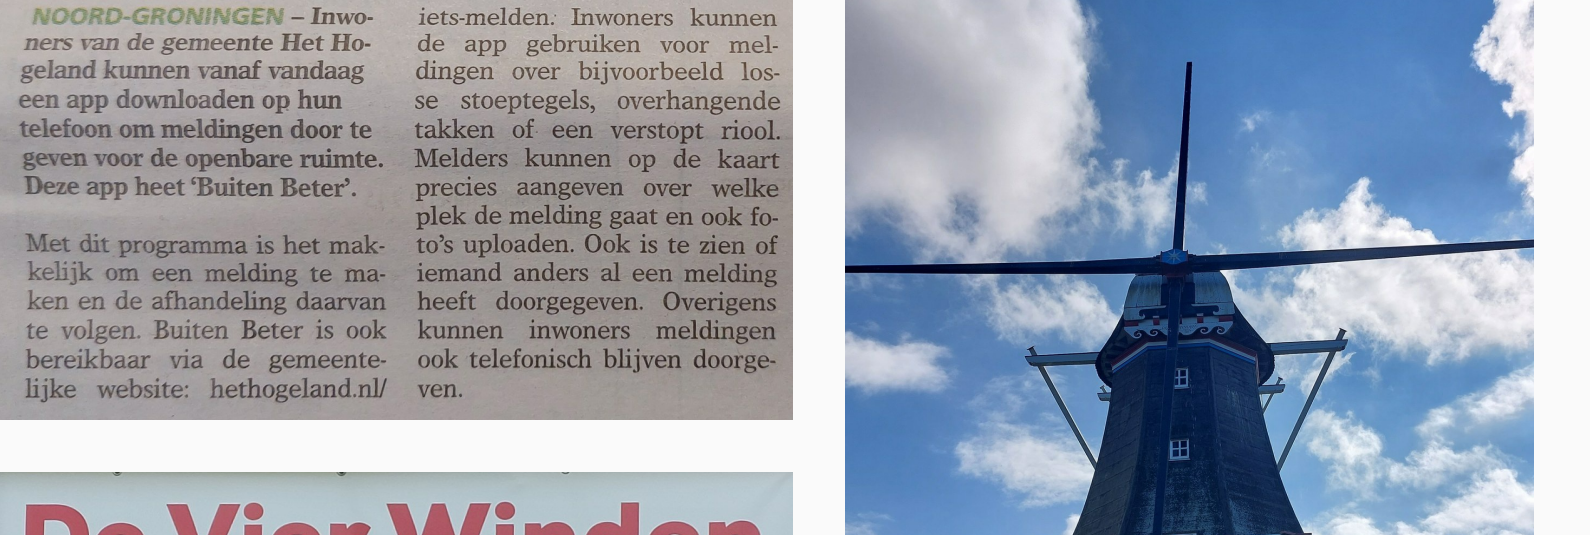 NOORD-GRONINGEN – Inwo-
ners van de gemeente Het Ho-
geland kunnen vanaf vandaag
een app downloaden op hun
telefoon om meldingen door te
geven voor de openbare ruimte.
Deze app heet ‘Buiten Beter’.
Met dit programma is het mak-
kelijk om een melding te ma-
ken en de afhandeling daarvan
te volgen. Buiten Beter is ook
bereikbaar via de gemeente-
lijke website: hethogeland.nl/
iets-melden. Inwoners kunnen
de app gebruiken voor mel-
dingen over bijvoorbeeld los-
se stoeptegels, overhangende
takken of een verstopt riool.
Melders kunnen op de kaart
precies aangeven over welke
plek de melding gaat en ook fo-
to’s uploaden. Ook is te zien of
iemand anders al een melding
heeft doorgegeven. Overigens
kunnen inwoners meldingen
ook telefonisch blijven doorge-
ven.
De Vier Winden